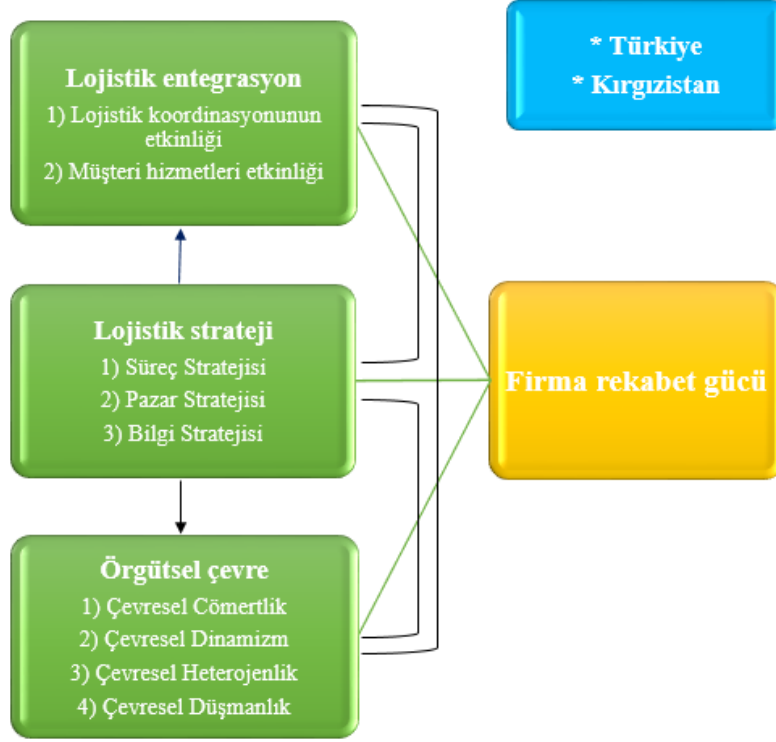 Lojistik entegrasyon
1) Lojistik koordinasyonunun
etkinliği
2) Müşteri hizmetleri etkinliği
* Türkiye
* Kırgızistan
Lojistik strateji
1) Süreç Stratejisi
2) Pazar Stratejisi
3) Bilgi Stratejisi
Firma rekabet gücü
Örgütsel çevre
1) Çevresel Cömertlik
2) Çevresel Dinamizm
3) Çevresel Heterojenlik
4) Çevresel Düşmanlık